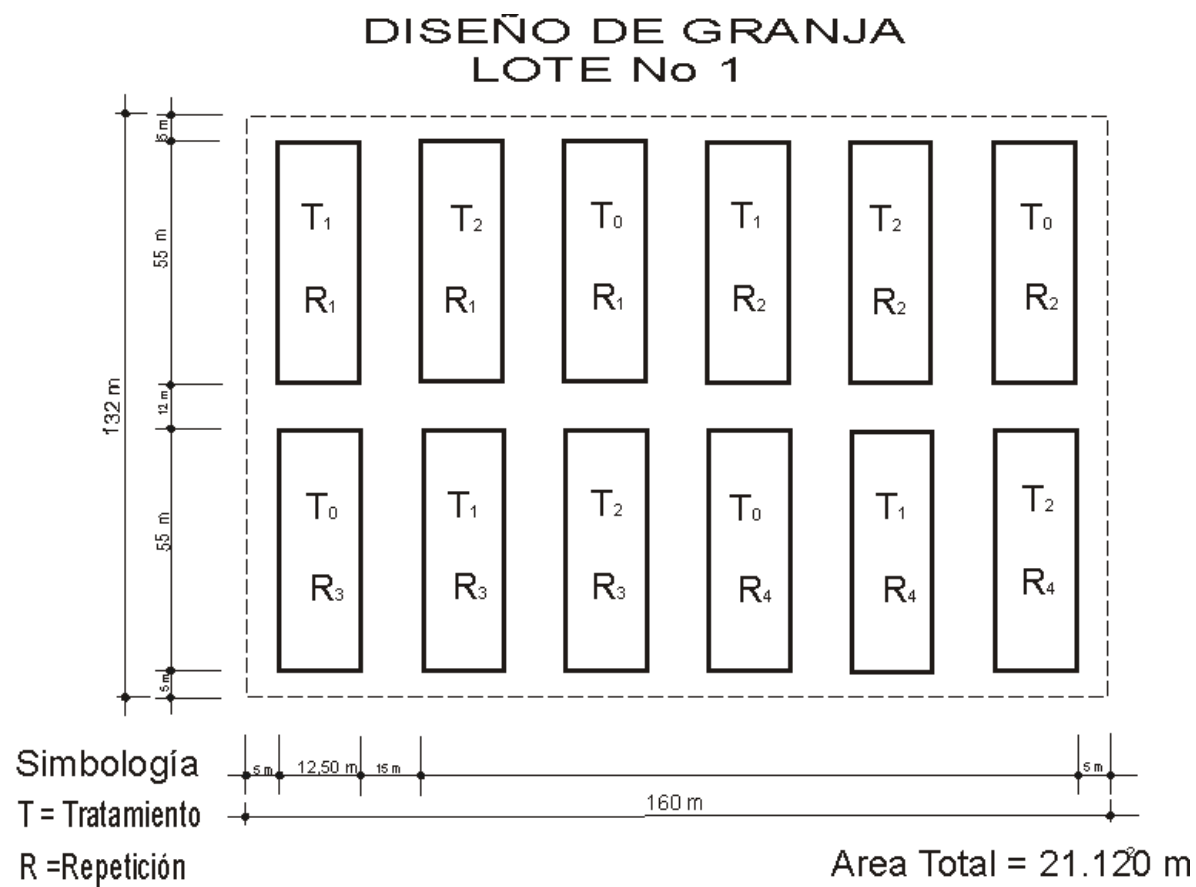 DISEÑO DE GRANJA
LOTE No 1
5 m
55 m
12 m
55 m
5 m
132 m
T1 T2 T0 T1 T2 T0
R1 R1 R1 R2 R2 R2
T0 T1 T2 T0 T1 T2
R3 R3 R3 R4 R4 R4
5 m 12,50 m 15 m 5 m
160 m
Simbología
T = Tratamiento
R =Repetición
Area Total = 21.120 m2